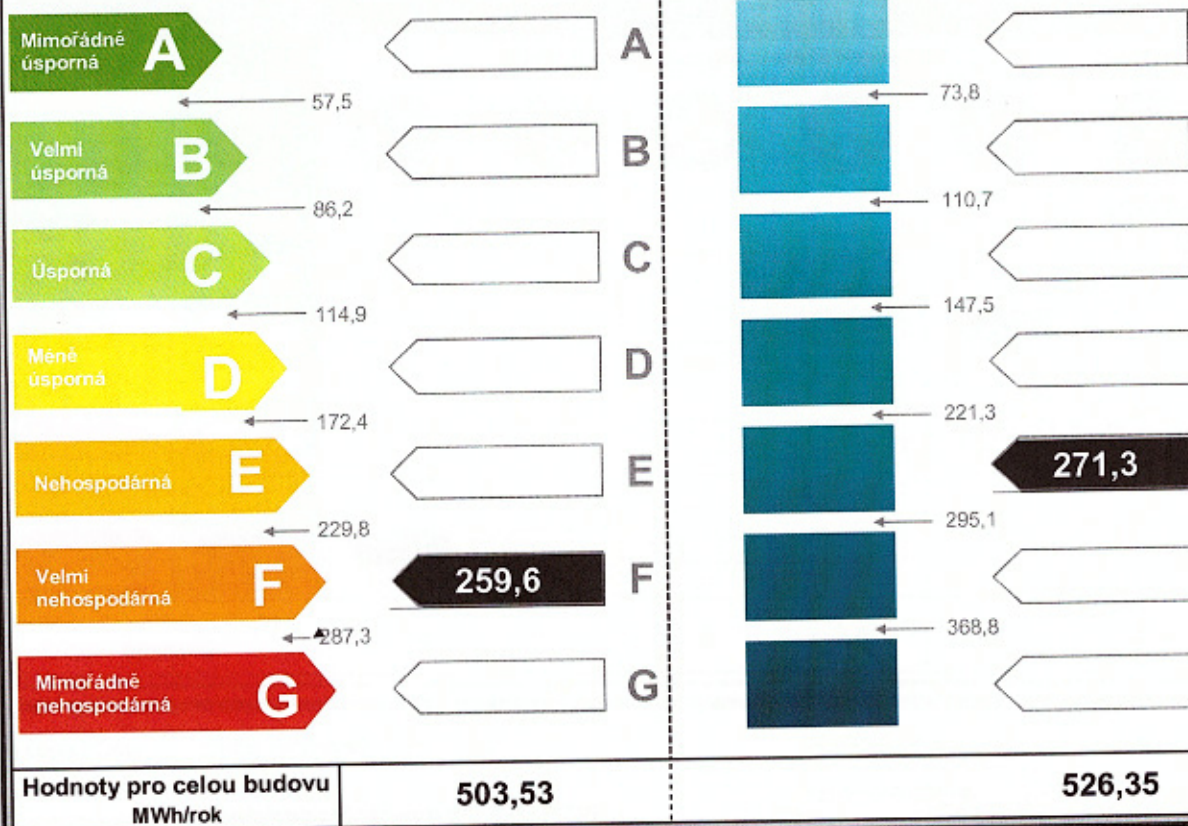 Mimořádně
úsporná
A
A
57,5
73,8
Velmi
úsporná
B
B
86,2
110,7
Úsporná
C
C
114,9
147,5
Méně
úsporná
D
D
172,4
221,3
Nehospodárná
E
E
271,3
229,8
295,1
Velmi
nehospodárná
F
259,6
F
287,3
368,8
Mimořádně
nehospodárná
G
G
Hodnoty pro celou budovu
MWh/rok
503,53
526,35